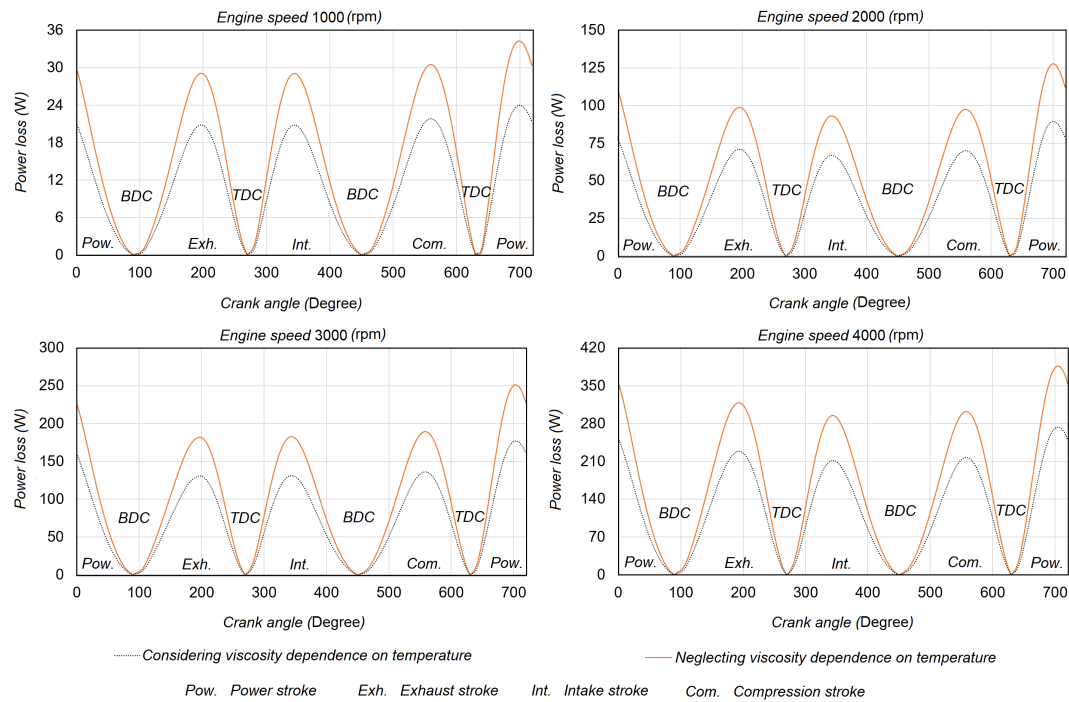 Engine speed 1000 (rpm)
36
30
24
18
12
6
0
Power loss (W)
BDC
TDC
BDC
TDC
Pow.
Exh.
Int.
Com.
Pow.
0 100 200 300 400 500 600 700
Crank angle (Degree)
Engine speed 2000 (rpm)
150
125
100
75
50
25
0
Power loss (W)
BDC
TDC
BDC
TDC
Pow.
Exh.
Int.
Com.
Pow.
0 100 200 300 400 500 600 700
Crank angle (Degree)
Engine speed 3000 (rpm)
300
250
200
150
100
50
0
Power loss (W)
BDC
TDC
BDC
TDC
Pow.
Exh.
Int.
Com.
Pow.
0 100 200 300 400 500 600 700
Crank angle (Degree)
Engine speed 4000 (rpm)
420
350
280
210
140
70
0
Power loss (W)
BDC
TDC
BDC
TDC
Pow.
Exh.
Int.
Com.
Pow.
0 100 200 300 400 500 600 700
Crank angle (Degree)
Considering viscosity dependence on temperature
Neglecting viscosity dependence on temperature
Pow. Power stroke Exh. Exhaust stroke Int. Intake stroke Com. Compression stroke